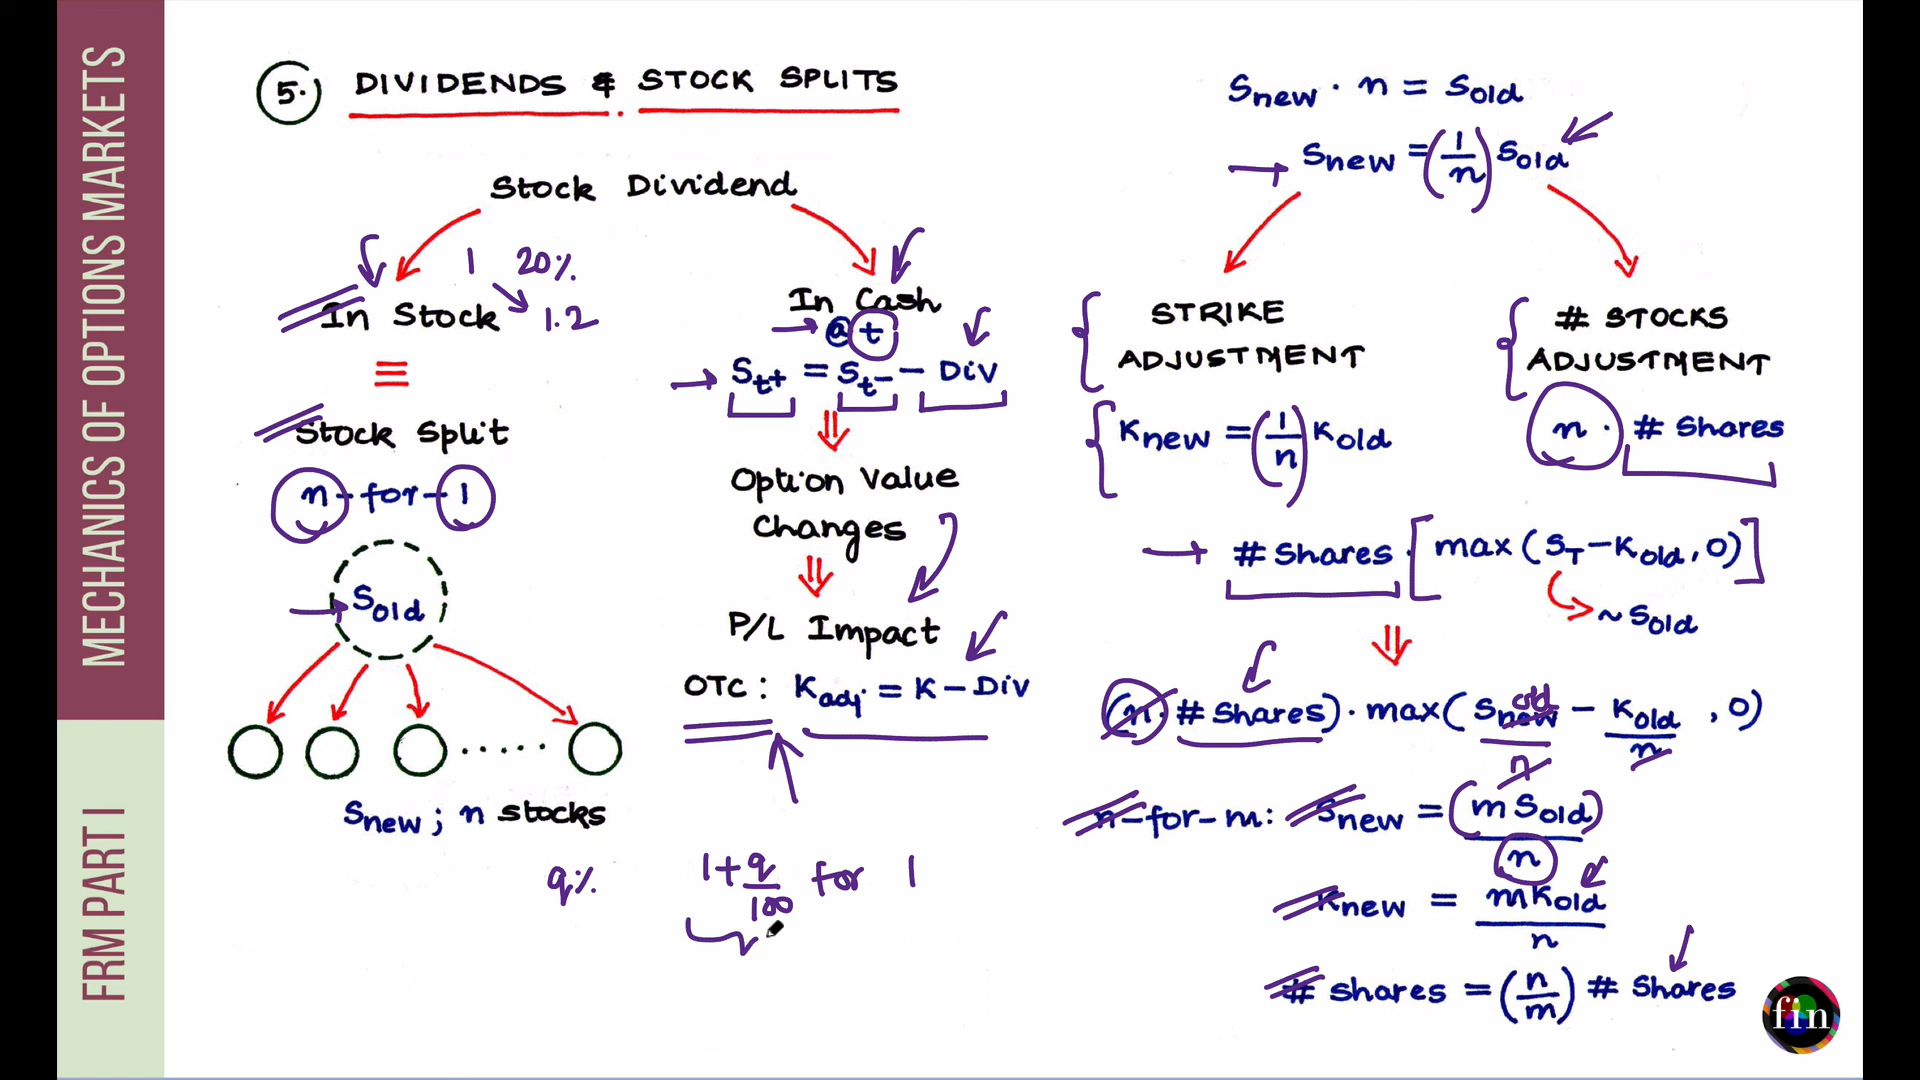 MECHANICS OF OPTIONS MARKETS
FRM PART I
5. DIVIDENDS & STOCK SPLITS
Stock Dividend
1 20%
In Stock 1.2
≡
Stock Split
n-for-1
Sold
Snew ; n stocks
q% 1+q/100 for 1
In Cash
@ t
St+ = St- - Div
Option Value
Changes
P/L Impact
OTC : Kadj = K - Div
Snew · n = Sold
Snew = (1/n) Sold
STRIKE
ADJUSTMENT
Knew = (1/n) Kold
# STOCKS
ADJUSTMENT
n · # Shares
# Shares · [max (ST - Kold, 0)]
~ Sold
(n · # Shares) · max( Snew old/n - Kold/n , 0)
n-for-m: Snew = (m Sold)/n
Knew = mKold/n
# shares = (n/m) # Shares
fin